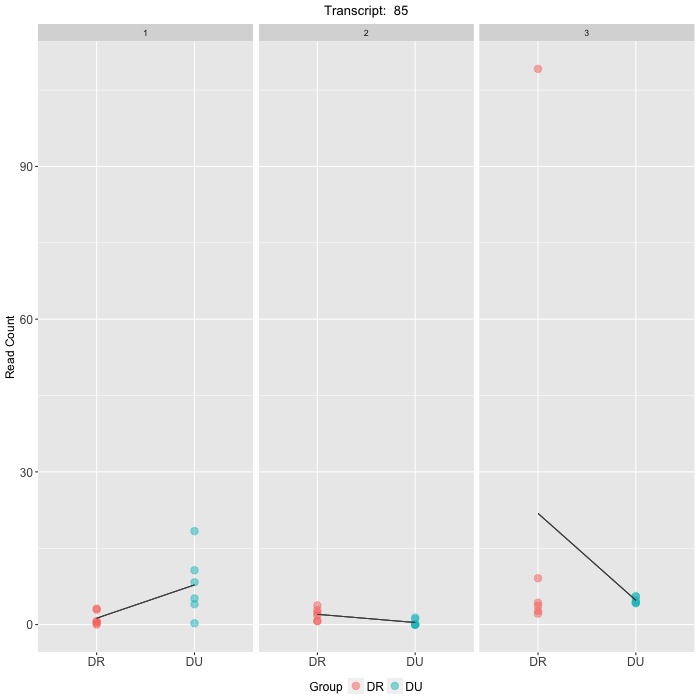 Transcript: 85
1 2 3
90
60
30
0
Read Count
DR DU DR DU DR DU
Group DR DU